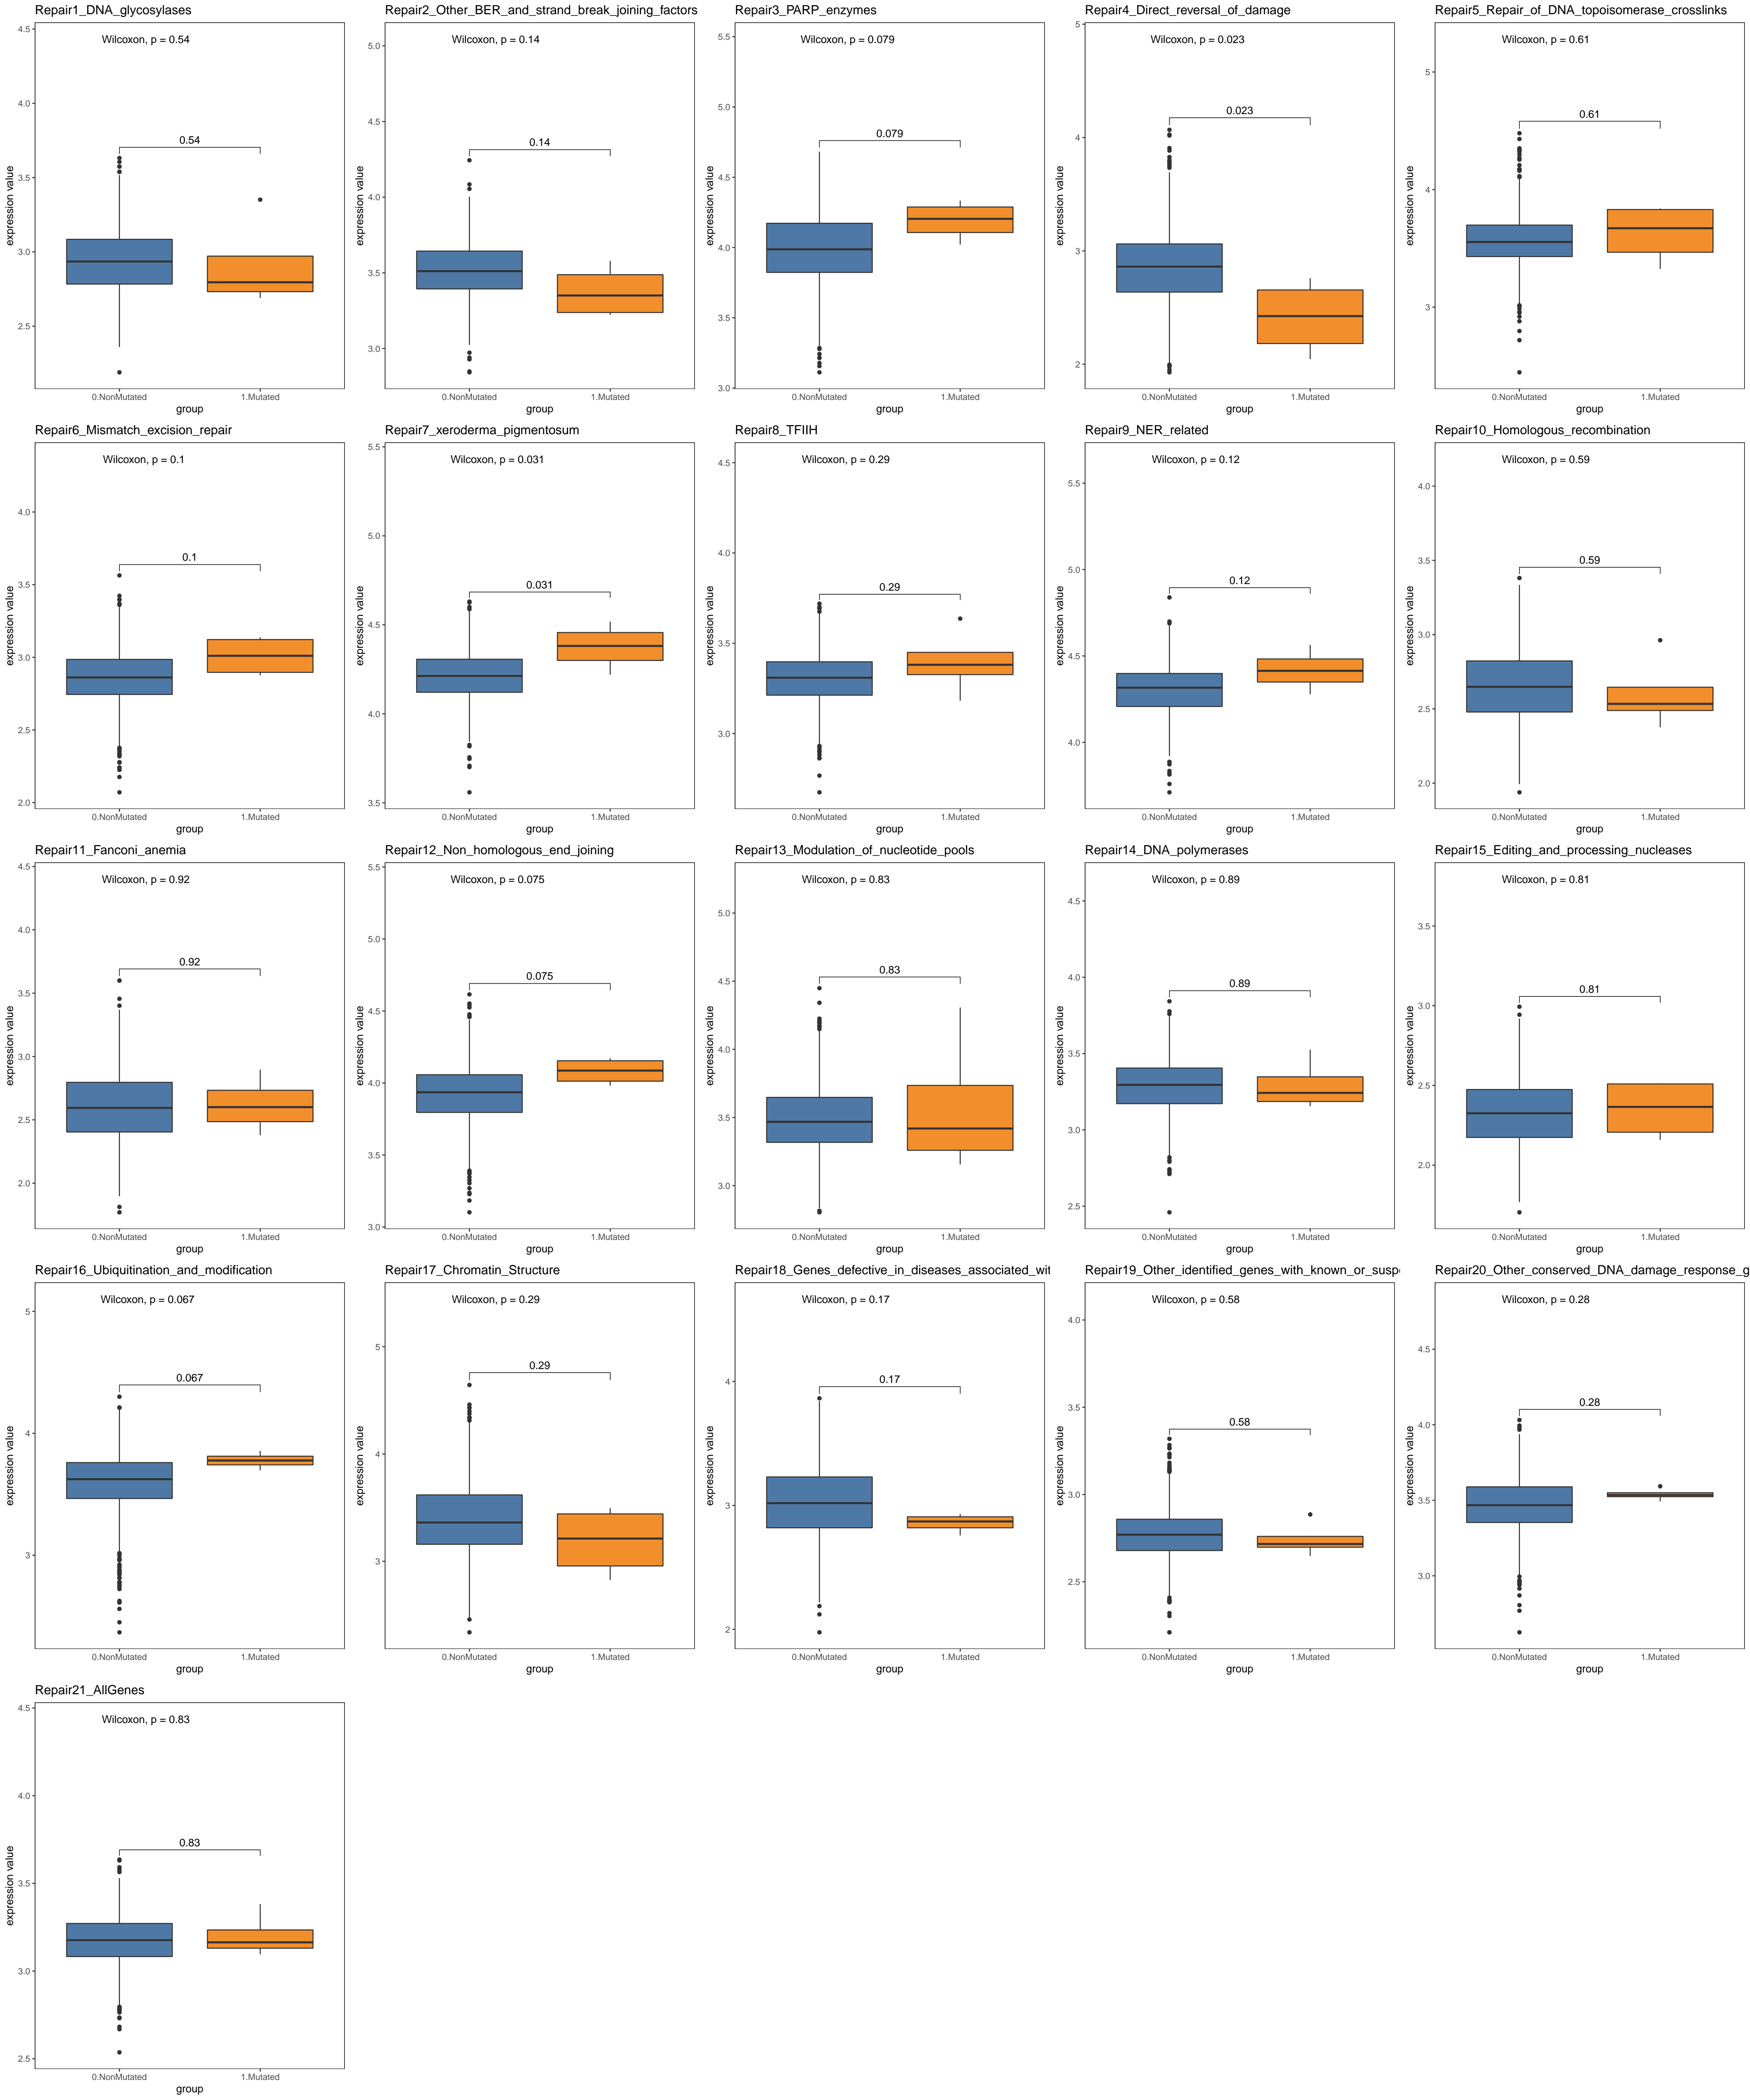 Repair1_DNA_glycosylases
Wilcoxon, p = 0.54
0.54
4.5
4.0
3.5
3.0
2.5
expression value
0.NonMutated
1.Mutated
group
Repair2_Other_BER_and_strand_break_joining_factors
Wilcoxon, p = 0.14
0.14
5.0
4.5
4.0
3.5
3.0
expression value
0.NonMutated
1.Mutated
group
Repair3_PARP_enzymes
Wilcoxon, p = 0.079
0.079
5.5
5.0
4.5
4.0
3.5
3.0
expression value
0.NonMutated
1.Mutated
group
Repair4_Direct_reversal_of_damage
Wilcoxon, p = 0.023
0.023
5
4
3
2
expression value
0.NonMutated
1.Mutated
group
Repair5_Repair_of_DNA_topoisomerase_crosslinks
Wilcoxon, p = 0.61
0.61
5
4
3
expression value
0.NonMutated
1.Mutated
group
Repair6_Mismatch_excision_repair
Wilcoxon, p = 0.1
0.1
4.0
3.5
3.0
2.5
2.0
expression value
0.NonMutated
1.Mutated
group
Repair7_xeroderma_pigmentosum
Wilcoxon, p = 0.031
0.031
5.5
5.0
4.5
4.0
3.5
expression value
0.NonMutated
1.Mutated
group
Repair8_TFIIH
Wilcoxon, p = 0.29
0.29
4.5
4.0
3.5
3.0
expression value
0.NonMutated
1.Mutated
group
Repair9_NER_related
Wilcoxon, p = 0.12
0.12
5.5
5.0
4.5
4.0
expression value
0.NonMutated
1.Mutated
group
Repair10_Homologous_recombination
Wilcoxon, p = 0.59
0.59
4.0
3.5
3.0
2.5
2.0
expression value
0.NonMutated
1.Mutated
group
Repair11_Fanconi_anemia
Wilcoxon, p = 0.92
0.92
4.5
4.0
3.5
3.0
2.5
2.0
expression value
0.NonMutated
1.Mutated
group
Repair12_Non_homologous_end_joining
Wilcoxon, p = 0.075
0.075
5.5
5.0
4.5
4.0
3.5
3.0
expression value
0.NonMutated
1.Mutated
group
Repair13_Modulation_of_nucleotide_pools
Wilcoxon, p = 0.83
0.83
5.0
4.5
4.0
3.5
3.0
expression value
0.NonMutated
1.Mutated
group
Repair14_DNA_polymerases
Wilcoxon, p = 0.89
0.89
4.5
4.0
3.5
3.0
2.5
expression value
0.NonMutated
1.Mutated
group
Repair15_Editing_and_processing_nucleases
Wilcoxon, p = 0.81
0.81
3.5
3.0
2.5
2.0
expression value
0.NonMutated
1.Mutated
group
Repair16_Ubiquitination_and_modification
Wilcoxon, p = 0.067
0.067
5
4
3
expression value
0.NonMutated
1.Mutated
group
Repair17_Chromatin_Structure
Wilcoxon, p = 0.29
0.29
5
4
3
expression value
0.NonMutated
1.Mutated
group
Repair18_Genes_defective_in_diseases_associated_wit
Wilcoxon, p = 0.17
0.17
4
3
2
expression value
0.NonMutated
1.Mutated
group
Repair19_Other_identified_genes_with_known_or_susp
Wilcoxon, p = 0.58
0.58
4.0
3.5
3.0
2.5
expression value
0.NonMutated
1.Mutated
group
Repair20_Other_conserved_DNA_damage_response_g
Wilcoxon, p = 0.28
0.28
4.5
4.0
3.5
3.0
expression value
0.NonMutated
1.Mutated
group
Repair21_AllGenes
Wilcoxon, p = 0.83
0.83
4.5
4.0
3.5
3.0
2.5
expression value
0.NonMutated
1.Mutated
group